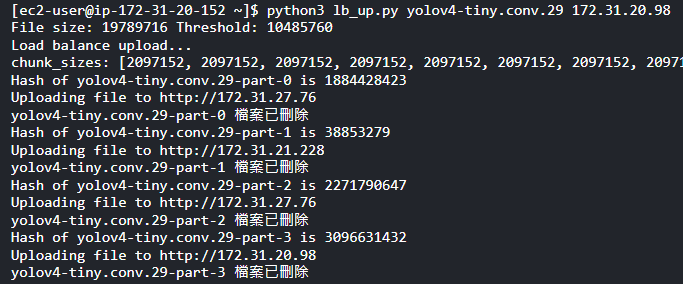 [ec2-user@ip-172-31-20-152 ~]$ python3 lb_up.py yolov4-tiny.conv.29 172.31.20.98
File size: 19789716 Threshold: 10485760
Load balance upload...
chunk_sizes: [2097152, 2097152, 2097152, 2097152, 2097152, 2097152, 2097152, 20971
Hash of yolov4-tiny.conv.29-part-0 is 1884428423
Uploading file to http://172.31.27.76
yolov4-tiny.conv.29-part-0 檔案已刪除
Hash of yolov4-tiny.conv.29-part-1 is 38853279
Uploading file to http://172.31.21.228
yolov4-tiny.conv.29-part-1 檔案已刪除
Hash of yolov4-tiny.conv.29-part-2 is 2271790647
Uploading file to http://172.31.27.76
yolov4-tiny.conv.29-part-2 檔案已刪除
Hash of yolov4-tiny.conv.29-part-3 is 3096631432
Uploading file to http://172.31.20.98
yolov4-tiny.conv.29-part-3 檔案已刪除